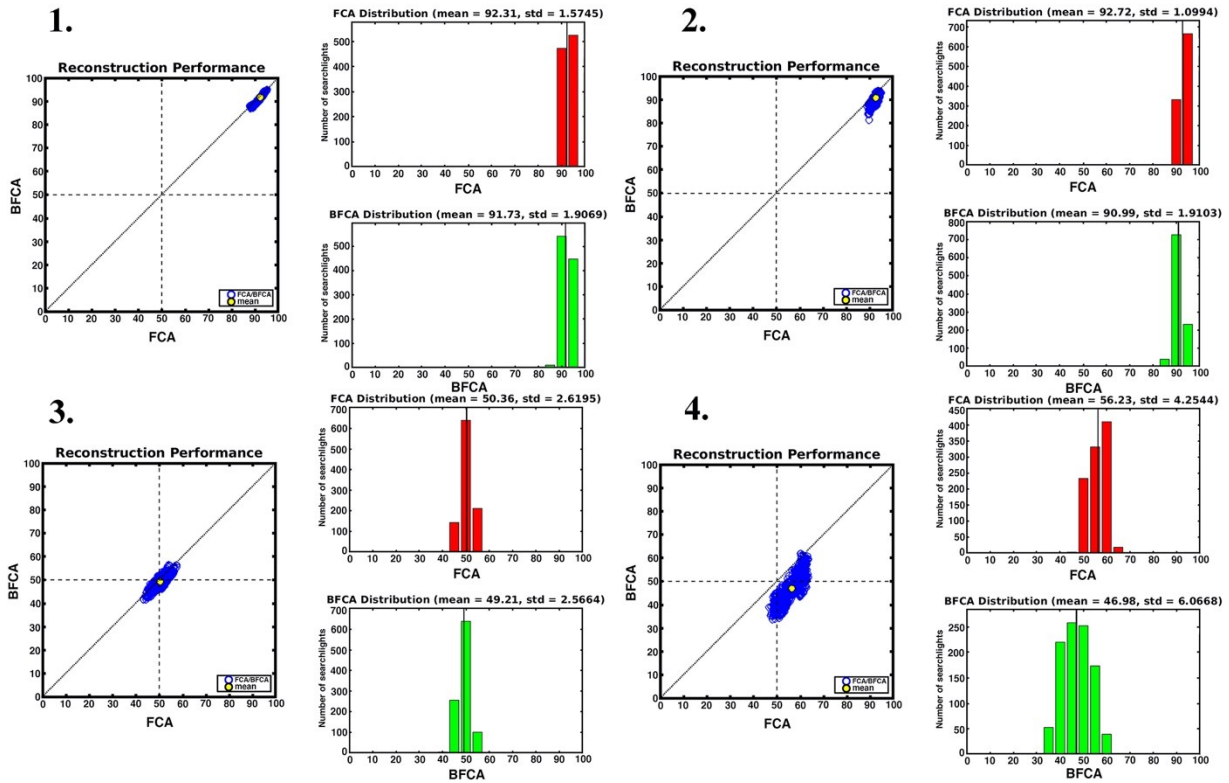 1.
Reconstruction Performance
100
90
80
70
60
50
40
30
20
10
0
BFCA
0 10 20 30 40 50 60 70 80 90 100
FCA
FCA/BFCA
mean
FCA Distribution (mean = 92.31, std = 1.5745)
Number of searchlights
500
400
300
200
100
0
0 10 20 30 40 50 60 70 80 90 100
FCA
BFCA Distribution (mean = 91.73, std = 1.9069)
Number of searchlights
500
400
300
200
100
0
0 10 20 30 40 50 60 70 80 90 100
BFCA
2.
Reconstruction Performance
100
90
80
70
60
50
40
30
20
10
0
BFCA
0 10 20 30 40 50 60 70 80 90 100
FCA
FCA/BFCA
mean
FCA Distribution (mean = 92.72, std = 1.0994)
Number of searchlights
700
600
500
400
300
200
100
0
0 10 20 30 40 50 60 70 80 90 100
FCA
BFCA Distribution (mean = 90.99, std = 1.9103)
Number of searchlights
800
700
600
500
400
300
200
100
0
0 10 20 30 40 50 60 70 80 90 100
BFCA
3.
Reconstruction Performance
100
90
80
70
60
50
40
30
20
10
0
BFCA
0 10 20 30 40 50 60 70 80 90 100
FCA
FCA/BFCA
mean
FCA Distribution (mean = 50.36, std = 2.6195)
Number of searchlights
700
600
500
400
300
200
100
0
0 10 20 30 40 50 60 70 80 90 100
FCA
BFCA Distribution (mean = 49.21, std = 2.5664)
Number of searchlights
700
600
500
400
300
200
100
0
0 10 20 30 40 50 60 70 80 90 100
BFCA
4.
Reconstruction Performance
100
90
80
70
60
50
40
30
20
10
0
BFCA
0 10 20 30 40 50 60 70 80 90 100
FCA
FCA/BFCA
mean
FCA Distribution (mean = 56.23, std = 4.2544)
Number of searchlights
450
400
350
300
250
200
150
100
50
0
0 10 20 30 40 50 60 70 80 90 100
FCA
BFCA Distribution (mean = 46.98, std = 6.0668)
Number of searchlights
250
200
150
100
50
0
0 10 20 30 40 50 60 70 80 90 100
BFCA